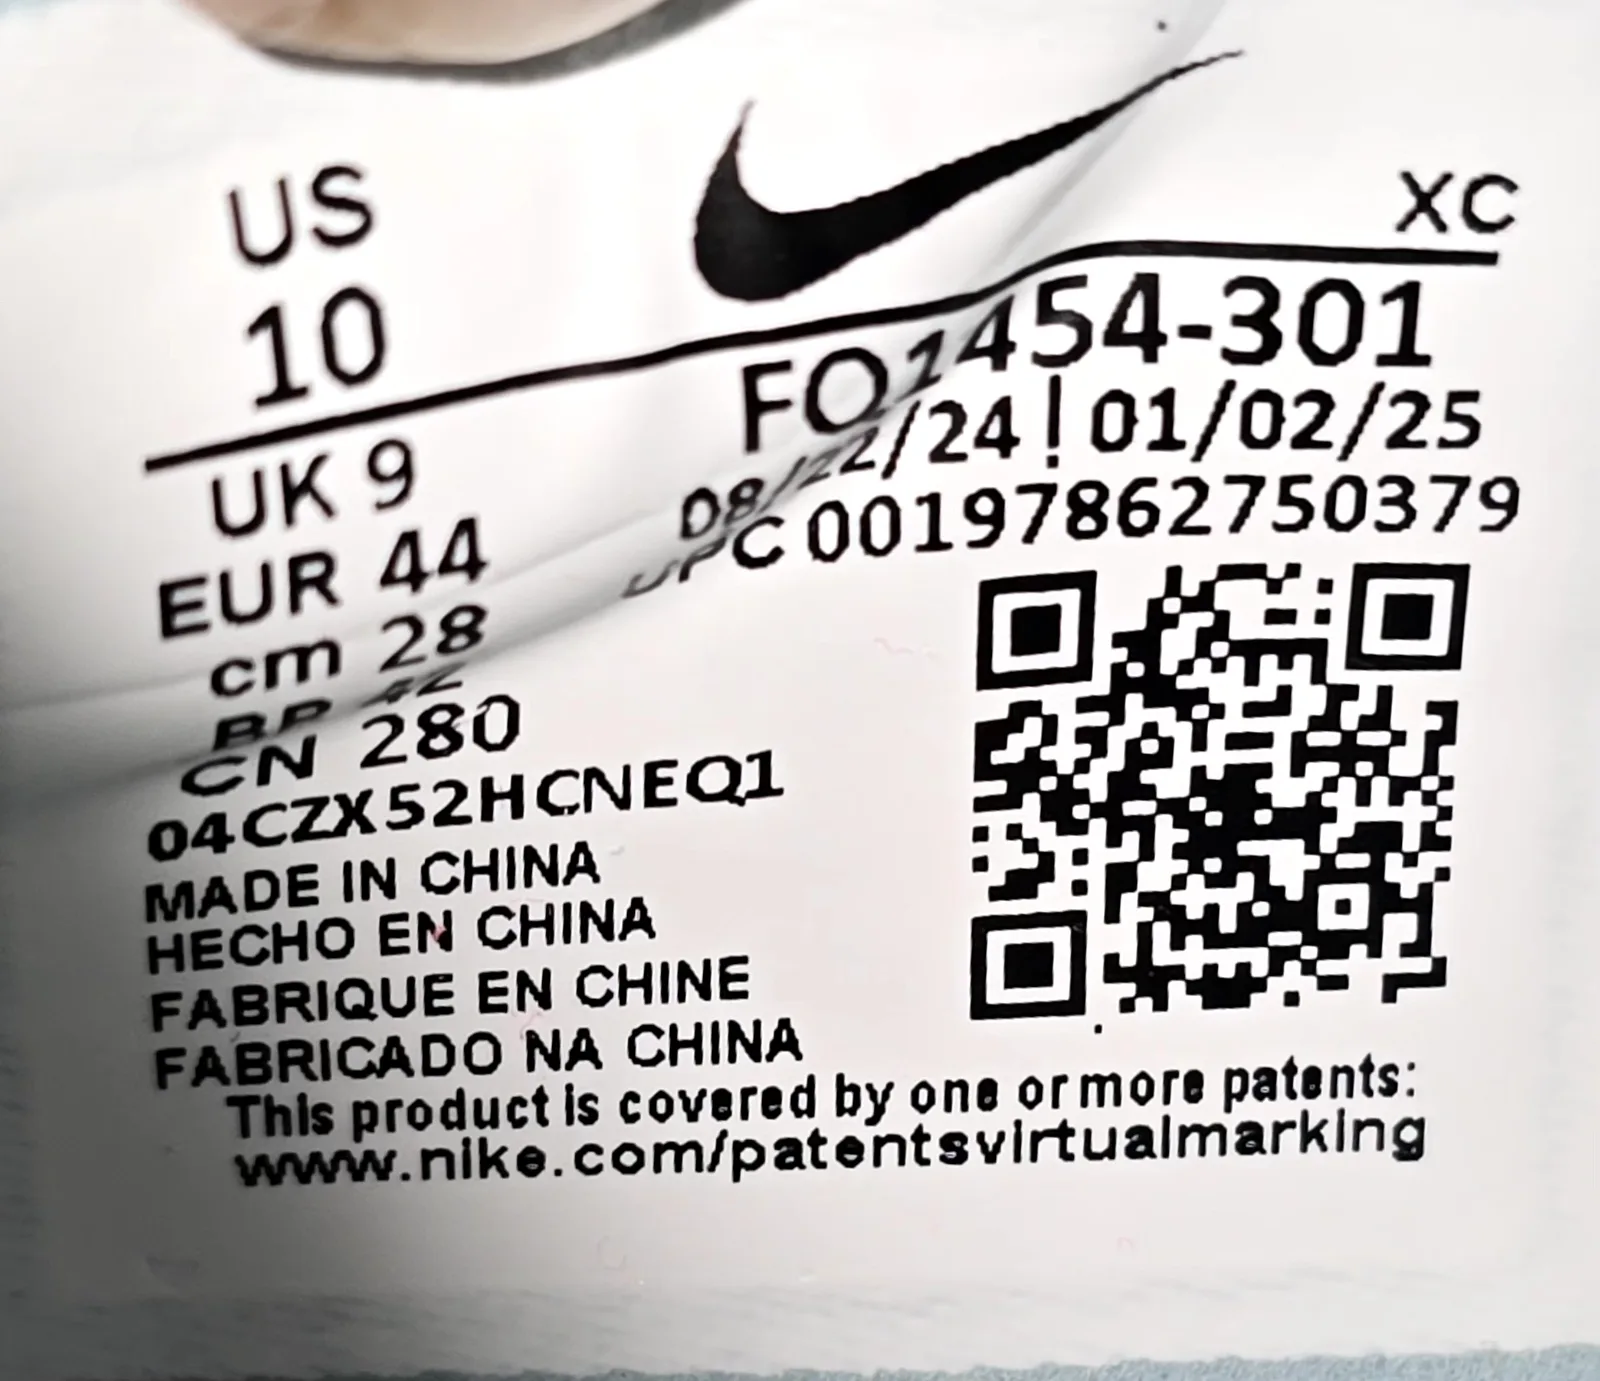 US
10
XC
FQ1454-301
08/22/24 ! 01/02/25
UPC 00197862750379
UK 9
EUR 44
cm 28
BR 42
CN 280
04CZX52HCNEQ1
MADE IN CHINA
HECHO EN CHINA
FABRIQUE EN CHINE
FABRICADO NA CHINA
This product is covered by one or more patents:
www.nike.com/patentsvirtualmarking